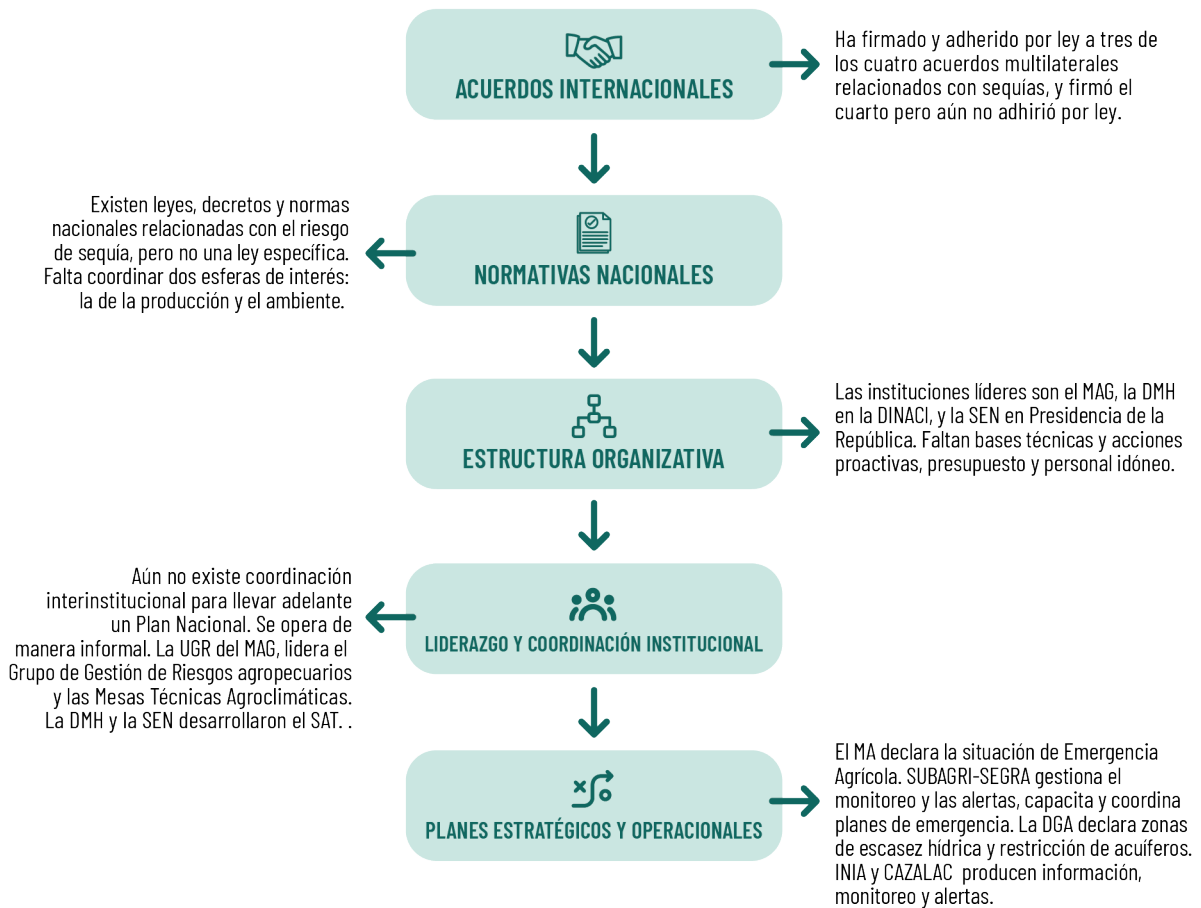 ACUERDOS INTERNACIONALES
Ha firmado y adherido por ley a tres de
los cuatro acuerdos multilaterales
relacionados con sequías, y firmó el
cuarto pero aún no adhirió por ley.
NORMATIVAS NACIONALES
Existen leyes, decretos y normas
nacionales relacionadas con el riesgo
de sequía, pero no una ley específica.
Falta coordinar dos esferas de interés:
la de la producción y el ambiente.
ESTRUCTURA ORGANIZATIVA
Las instituciones líderes son el MAG, la DMH
en la DINACI, y la SEN en Presidencia de la
República. Faltan bases técnicas y acciones
proactivas, presupuesto y personal idóneo.
LIDERAZGO Y COORDINACIÓN INSTITUCIONAL
Aún no existe coordinación
interinstitucional para llevar adelante
un Plan Nacional. Se opera de
manera informal. La UGR del MAG, lidera el
Grupo de Gestión de Riesgos agropecuarios
y las Mesas Técnicas Agroclimáticas.
La DMH y la SEN desarrollaron el SAT. .
PLANES ESTRATÉGICOS Y OPERACIONALES
El MA declara la situación de Emergencia
Agrícola. SUBAGRI-SEGRA gestiona el
monitoreo y las alertas, capacita y coordina
planes de emergencia. La DGA declara zonas
de escasez hídrica y restricción de acuíferos.
INIA y CAZALAC producen información,
monitoreo y alertas.